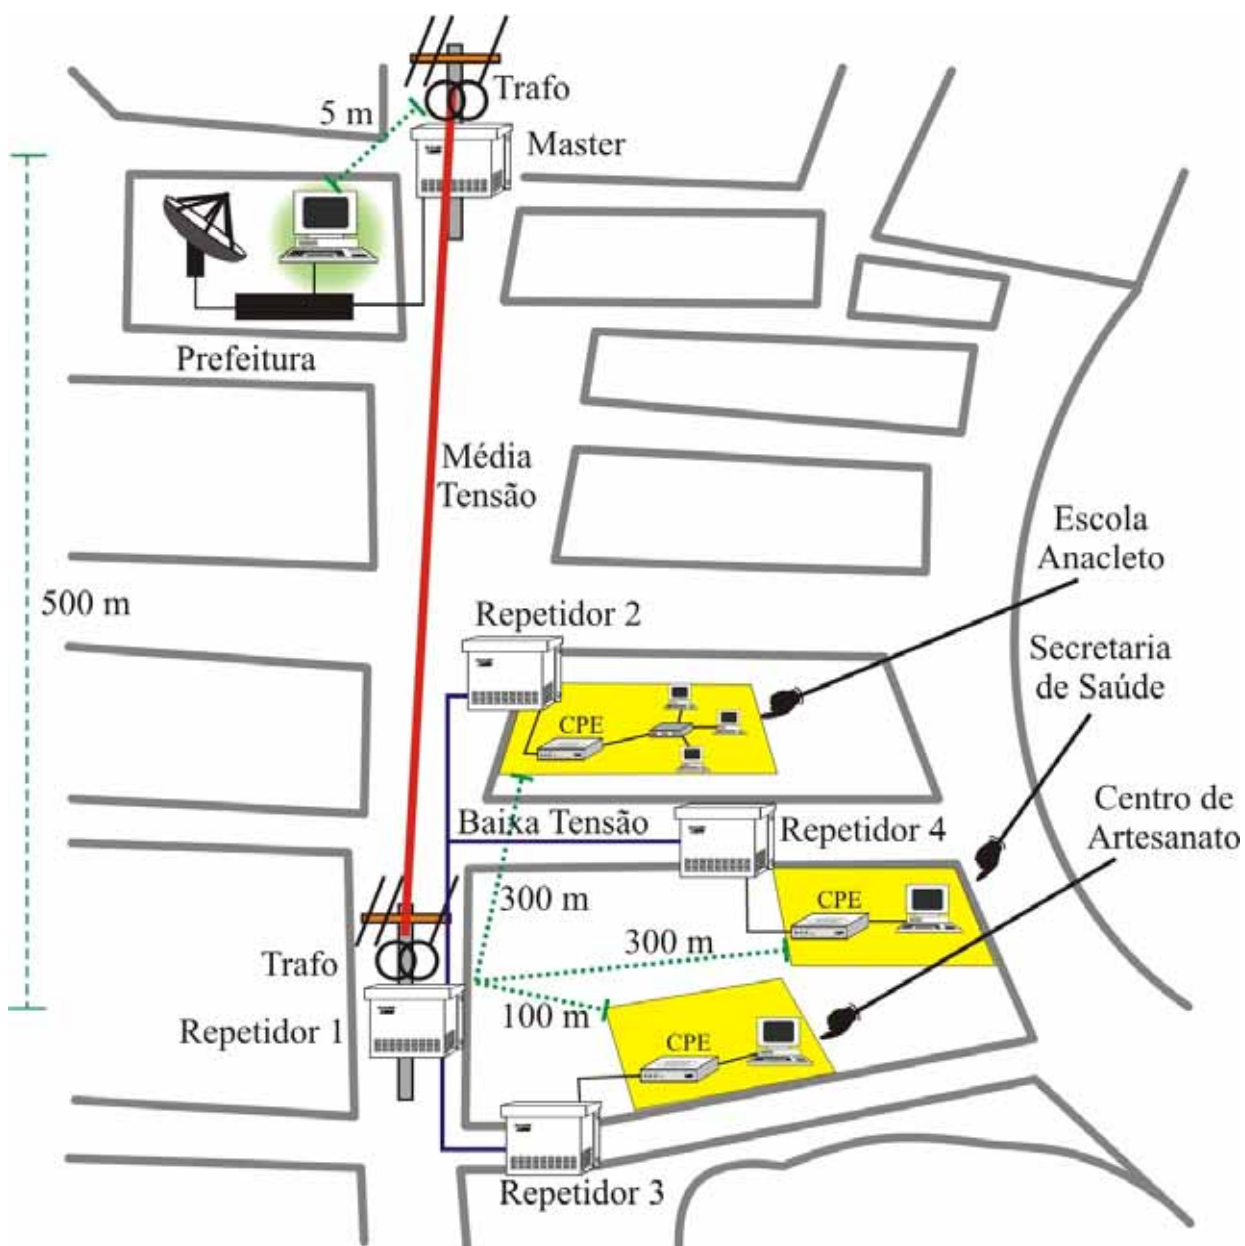 Trafo
5 m
Master
Prefeitura
Média
Tensão
Escola
Anacleto
500 m
Repetidor 2
Secretaria
de Saúde
CPE
Centro de
Artesanato
Baixa Tensão
Repetidor 4
300 m
CPE
300 m
Trafo
100 m
Repetidor 1
CPE
Repetidor 3